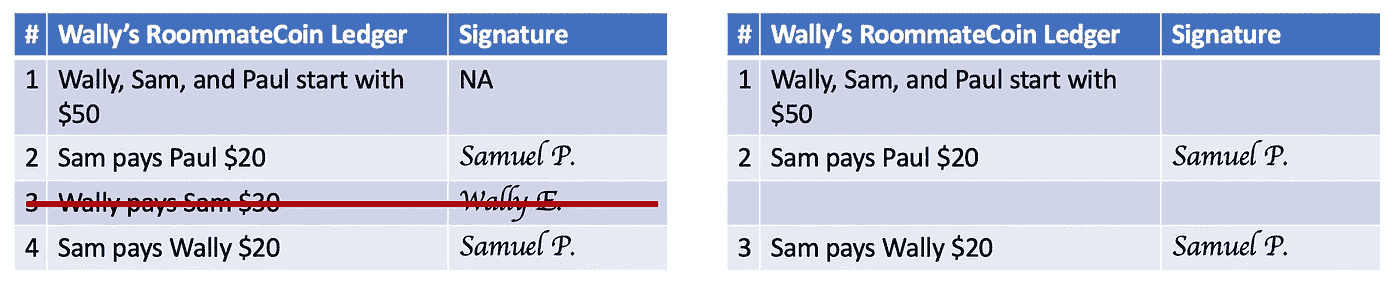 # Wally's RoommateCoin Ledger Signature
1 Wally, Sam, and Paul start with NA
$50
2 Sam pays Paul $20 Samuel P.
3 Wally pays Sam $30 Wally E.
4 Sam pays Wally $20 Samuel P.
# Wally's RoommateCoin Ledger Signature
1 Wally, Sam, and Paul start with
$50
2 Sam pays Paul $20 Samuel P.
3 Sam pays Wally $20 Samuel P.